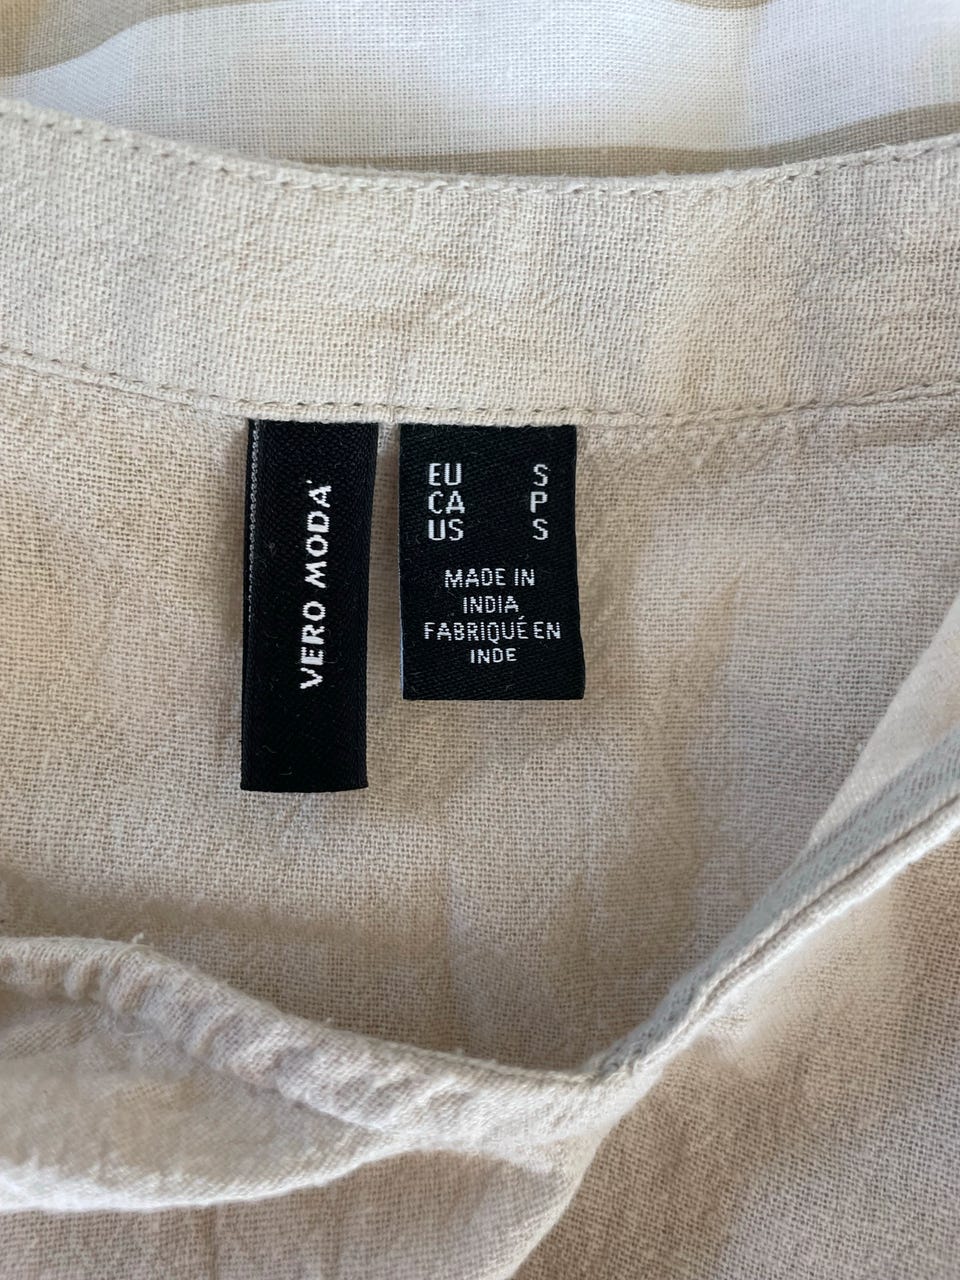 VERO MODA
EU S
CA P
US S
MADE IN
INDIA
FABRIQUÉ EN
INDE